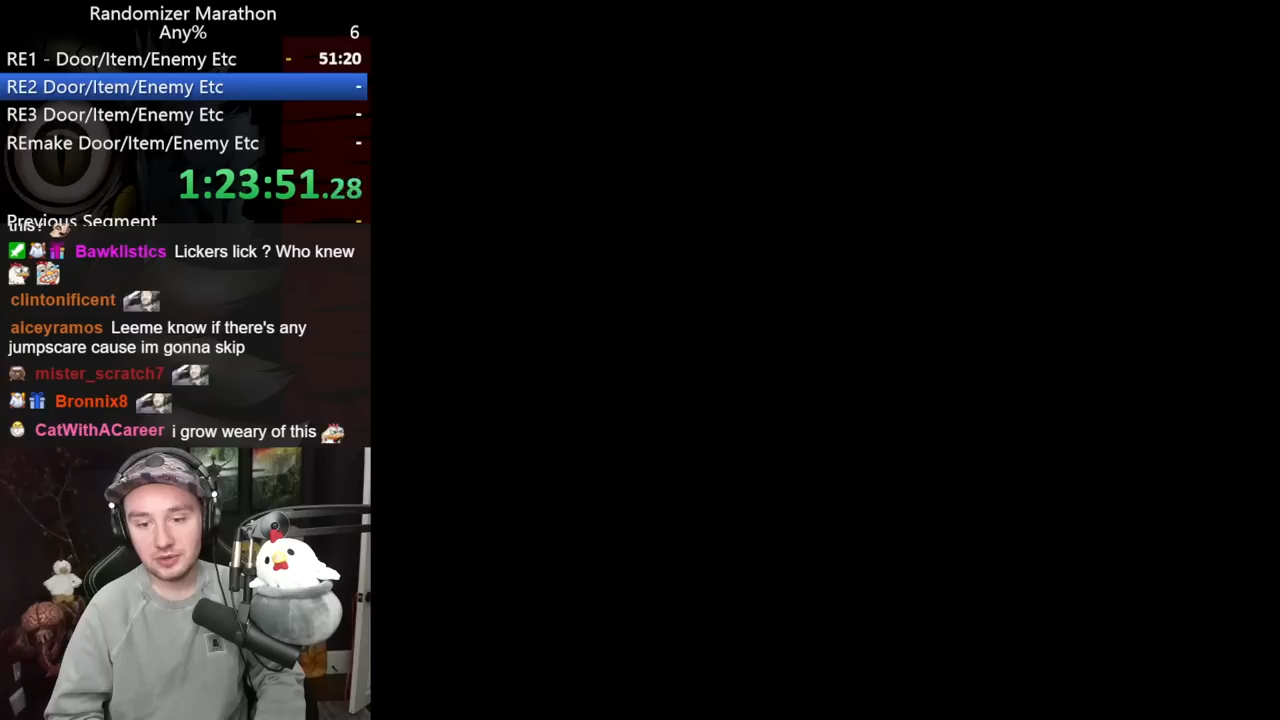 Randomizer Marathon
Any% 6
RE1 - Door/Item/Enemy Etc - 51:20
RE2 Door/Item/Enemy Etc -
RE3 Door/Item/Enemy Etc -
REmake Door/Item/Enemy Etc -
1:23:51.28
Previous Segment -
this?
Bawklistics Lickers lick ? Who knew
clintonificent
aiceyramos Leeme know if there's any
jumpscare cause im gonna skip
mister_scratch7
Bronnix8
CatWithACareer i grow weary of this